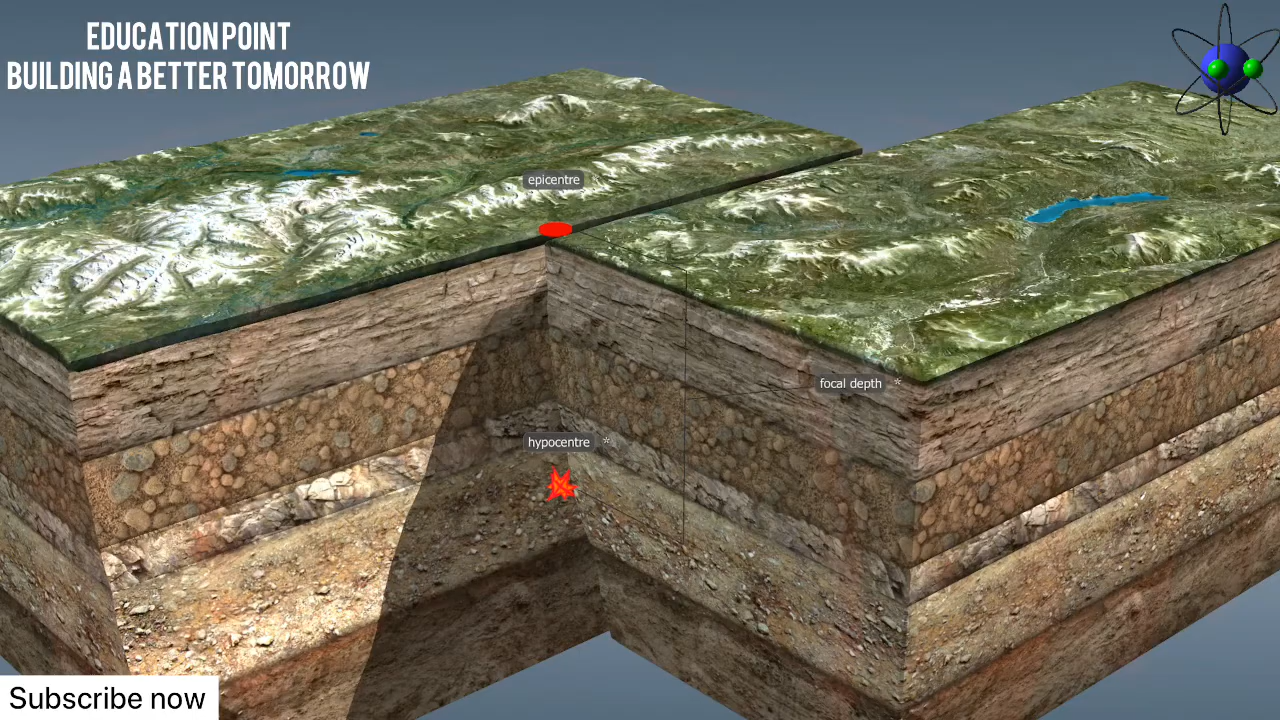 EDUCATION POINT
BUILDING A BETTER TOMORROW
epicentre
focal depth *
hypocentre *
Subscribe now